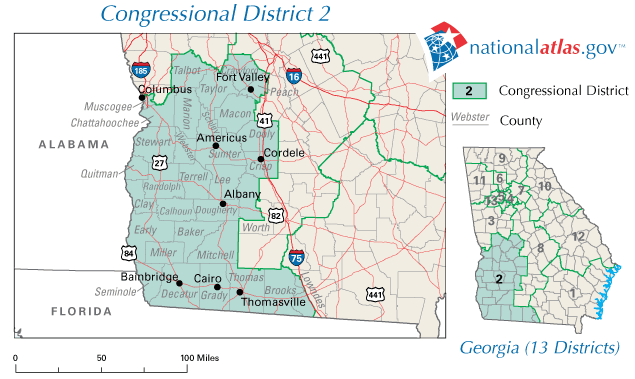 Congressional District 2
nationalatlas.gov™
2 Congressional District
Webster County
441
185
16
Talbot
Fort Valley
Taylor
Peach
Columbus
Muscogee
Marion
Macon
41
Chattahoochee
Schley
Dooly
Stewart
Americus
ALABAMA
Webster
Sumter
Cordele
27
Crisp
Quitman
Terrell Lee
Randolph
Albany
Clay
Calhoun Dougherty
82
Early
Baker
Worth
84
Miller
Mitchell
75
Bainbridge
Cairo
Thomas
Lowndes
Seminole
Decatur Grady
Brooks
441
Thomasville
FLORIDA
0 50 100 Miles
9
11
6
7
10
13
4
3
12
8
2
1
Georgia (13 Districts)